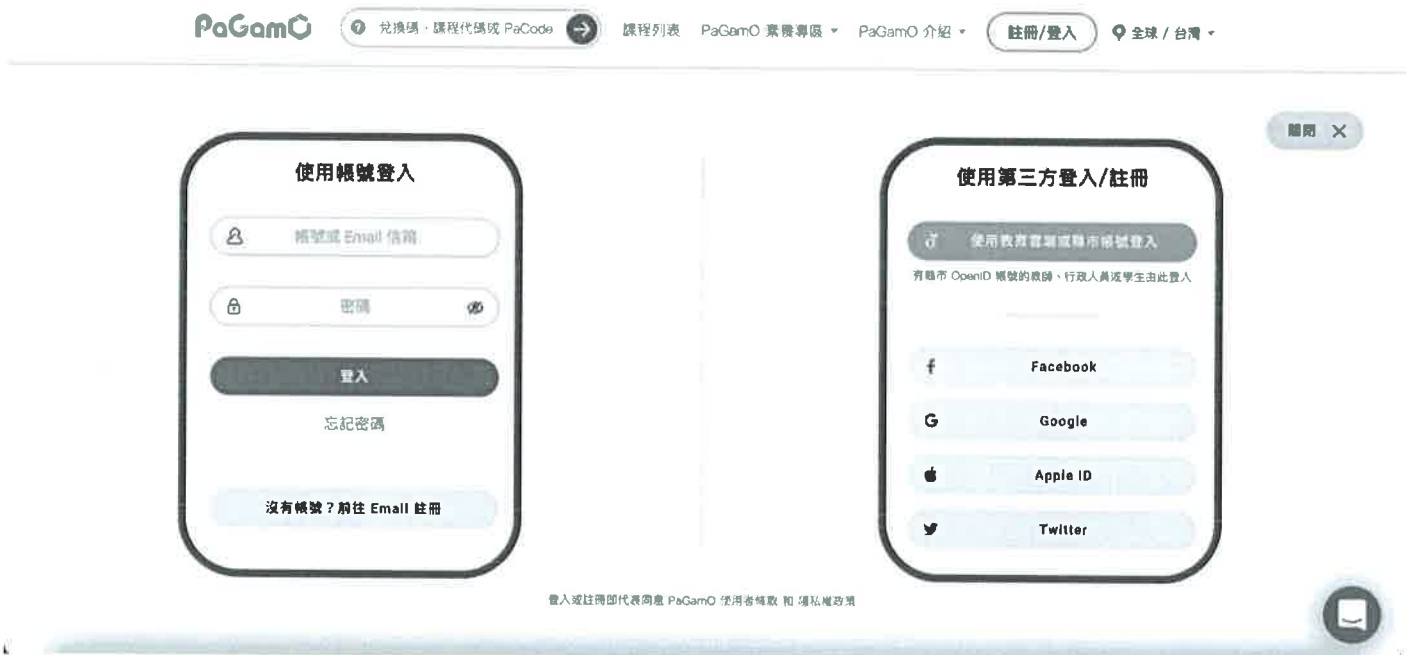 PaGamO
兌換碼、課程代碼或 PaCode
課程列表
PaGamO 素養專區
PaGamO 介紹
註冊/登入
全球 / 台灣
關閉 X
使用帳號登入
帳號或 Email 信箱
密碼
登入
忘記密碼
沒有帳號？前往 Email 註冊
使用第三方登入/註冊
使用教育雲端或縣市帳號登入
有縣市 OpenID 帳號的教師、行政人員或學生由此登入
Facebook
Google
Apple ID
Twitter
登入或註冊即代表同意 PaGamO 使用者條款 和 隱私權政策